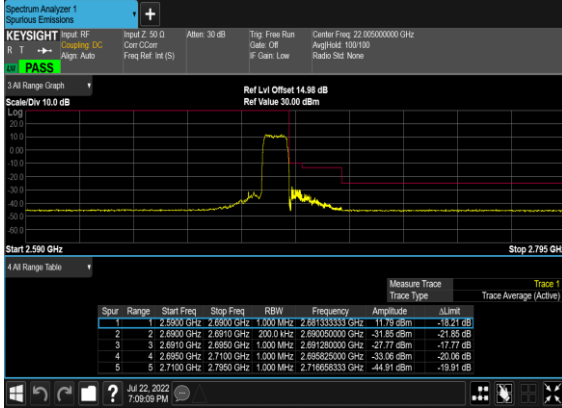 Spectrum Analyzer 1
Spurious Emissions
+
KEYSIGHT Input: RF Input Z: 50 Ω Atten: 30 dB Trig: Free Run Center Freq: 22.005000000 GHz
R T Coupling: DC Corr CCorr Gate: Off Avg|Hold: 100/100
Align: Auto Freq Ref: Int (S) IF Gain: Low Radio Std: None
PASS
3 All Range Graph
Ref Lvl Offset 14.98 dB
Scale/Div 10.0 dB Ref Value 30.00 dBm
Log
20.0
10.0
0.00
-10.0
-20.0
-30.0
-40.0
-50.0
-60.0
Start 2.590 GHz Stop 2.795 GH
4 All Range Table
Measure Trace Trace 1
Trace Type Trace Average (Active)
Spur Range Start Freq Stop Freq RBW Frequency Amplitude ΔLimit
1 1 2.5900 GHz 2.6900 GHz 1.000 MHz 2.681333333 GHz 11.79 dBm -18.21 dB
2 2 2.6900 GHz 2.6910 GHz 200.0 kHz 2.690050000 GHz -31.85 dBm -21.85 dB
3 3 2.6910 GHz 2.6950 GHz 1.000 MHz 2.691280000 GHz -27.77 dBm -17.77 dB
4 4 2.6950 GHz 2.7100 GHz 1.000 MHz 2.695825000 GHz -33.06 dBm -20.06 dB
5 5 2.7100 GHz 2.7950 GHz 1.000 MHz 2.716658333 GHz -44.91 dBm -19.91 dB
? Jul 22, 2022
7:09:09 PM